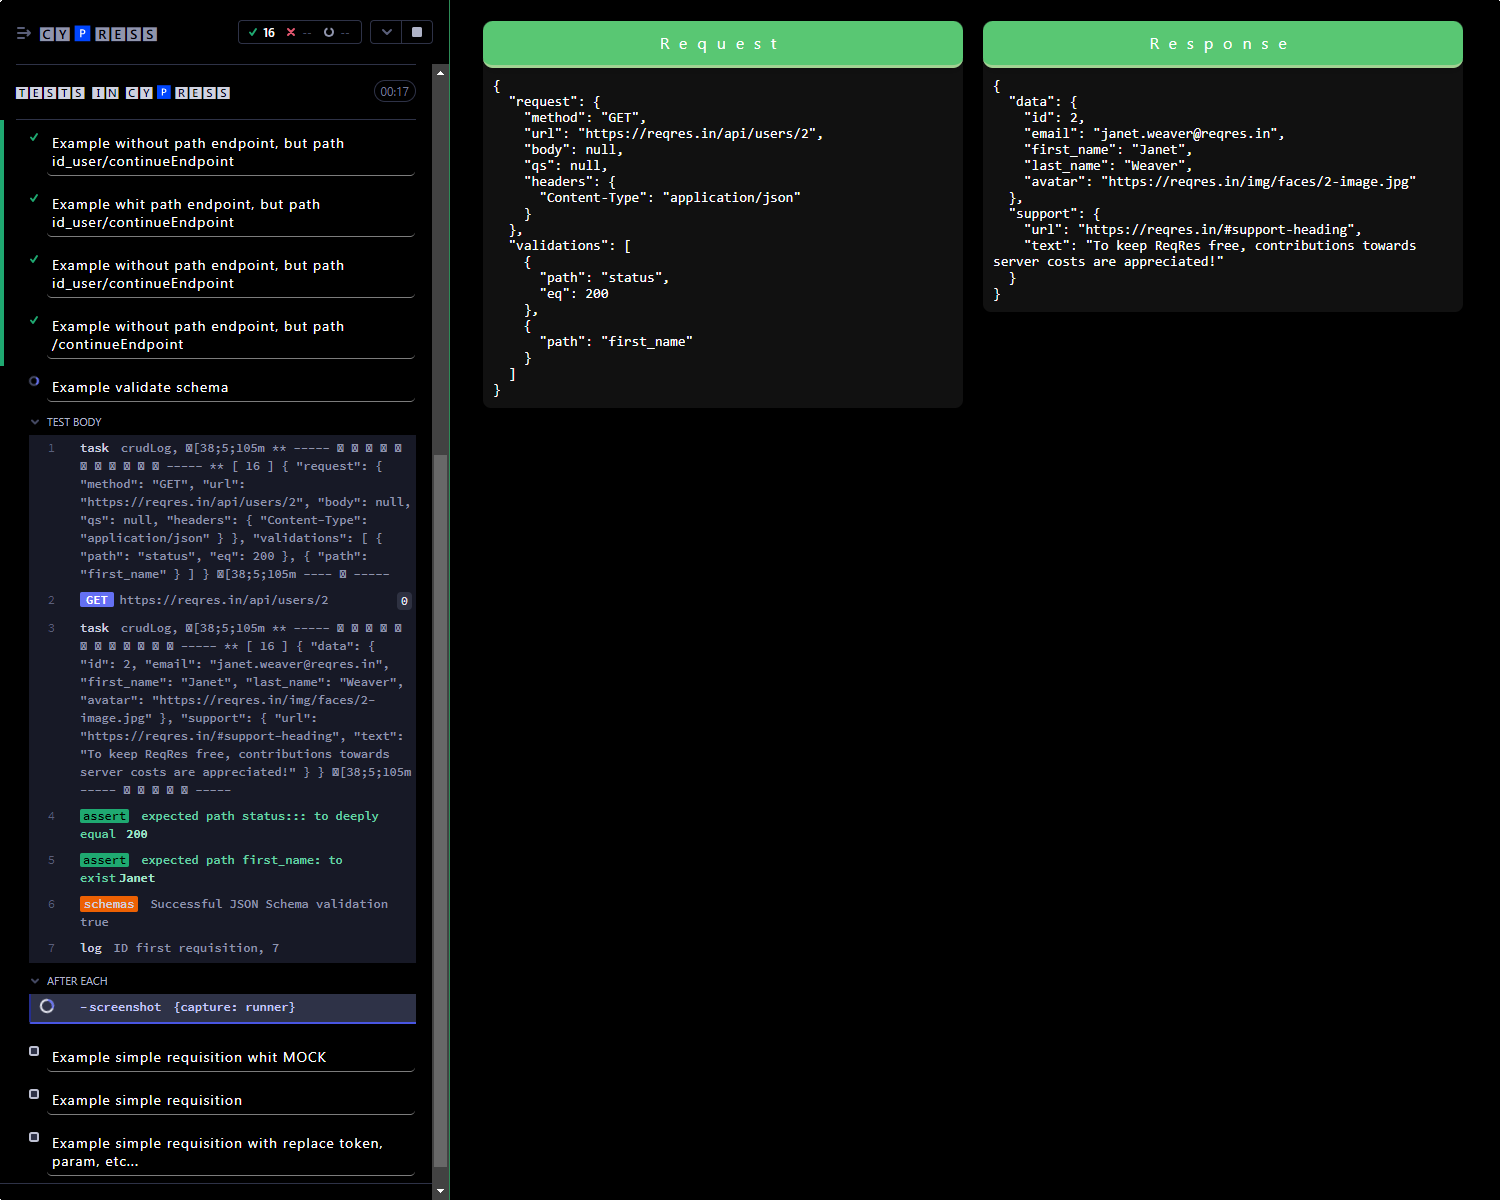 CYPRESS
16 -- --
TESTS IN CYPRESS
00:17
Example without path endpoint, but path
id_user/continueEndpoint
Example whit path endpoint, but path
id_user/continueEndpoint
Example without path endpoint, but path
id_user/continueEndpoint
Example without path endpoint, but path
/continueEndpoint
Example validate schema
TEST BODY
1 task crudLog, [38;5;105m ** -----
----- ** [ 16 ] { "request": {
"method": "GET", "url":
"https://reqres.in/api/users/2", "body": null,
"qs": null, "headers": { "Content-Type":
"application/json" } }, "validations": [ {
"path": "status", "eq": 200 }, { "path":
"first_name" } ] } [38;5;105m ---- -----
2 GET https://reqres.in/api/users/2 0
3 task crudLog, [38;5;105m ** -----
----- ** [ 16 ] { "data": {
"id": 2, "email": "janet.weaver@reqres.in",
"first_name": "Janet", "last_name": "Weaver",
"avatar": "https://reqres.in/img/faces/2-
image.jpg" }, "support": { "url":
"https://reqres.in/#support-heading", "text":
"To keep ReqRes free, contributions towards
server costs are appreciated!" } } [38;5;105m
----- -----
4 assert expected path status::: to deeply
equal 200
5 assert expected path first_name: to
exist Janet
6 schemas Successful JSON Schema validation
true
7 log ID first requisition, 7
AFTER EACH
-screenshot {capture: runner}
Example simple requisition whit MOCK
Example simple requisition
Example simple requisition with replace token,
param, etc...
Request
{
"request": {
"method": "GET",
"url": "https://reqres.in/api/users/2",
"body": null,
"qs": null,
"headers": {
"Content-Type": "application/json"
}
},
"validations": [
{
"path": "status",
"eq": 200
},
{
"path": "first_name"
}
]
}
Response
{
"data": {
"id": 2,
"email": "janet.weaver@reqres.in",
"first_name": "Janet",
"last_name": "Weaver",
"avatar": "https://reqres.in/img/faces/2-image.jpg"
},
"support": {
"url": "https://reqres.in/#support-heading",
"text": "To keep ReqRes free, contributions towards
server costs are appreciated!"
}
}